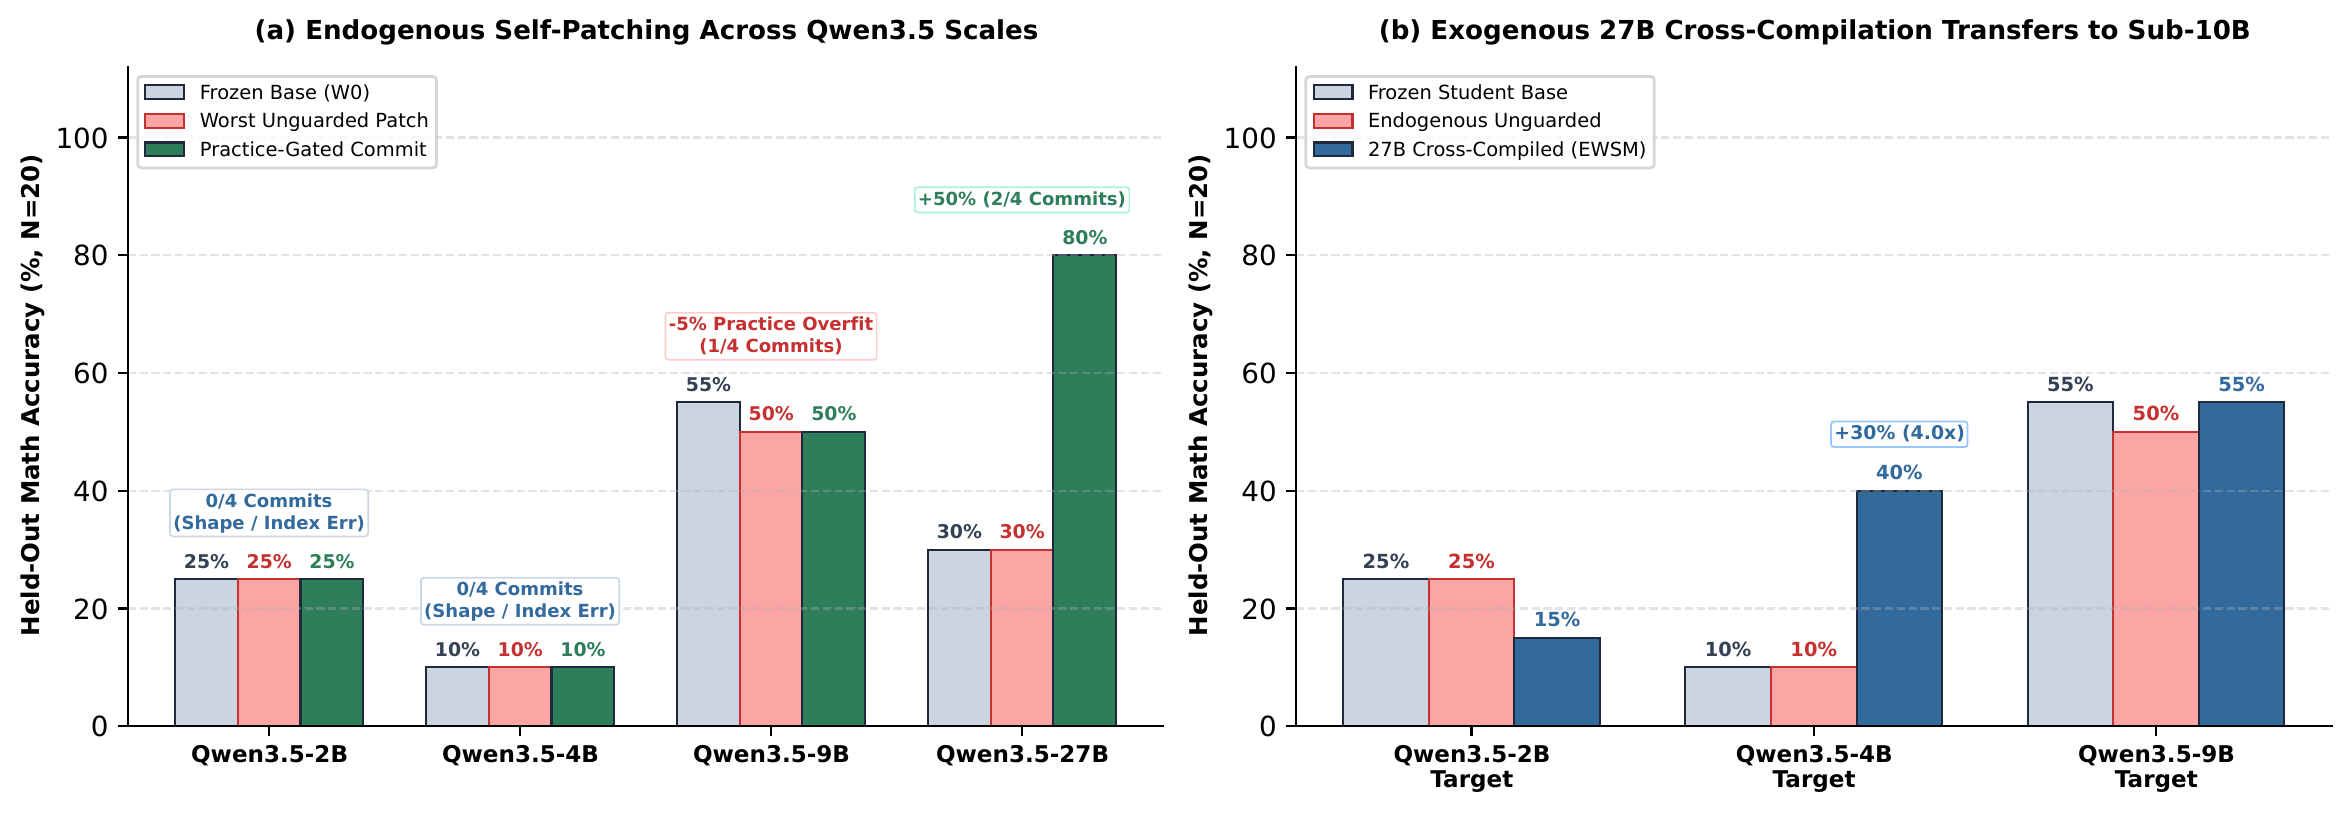 (a) Endogenous Self-Patching Across Qwen3.5 Scales
Held-Out Math Accuracy (%, N=20)
100
80
60
40
20
0
Frozen Base (W0)
Worst Unguarded Patch
Practice-Gated Commit
0/4 Commits
(Shape / Index Err)
25% 25% 25%
0/4 Commits
(Shape / Index Err)
10% 10% 10%
-5% Practice Overfit
(1/4 Commits)
55% 50% 50%
+50% (2/4 Commits)
30% 30% 80%
Qwen3.5-2B
Qwen3.5-4B
Qwen3.5-9B
Qwen3.5-27B
(b) Exogenous 27B Cross-Compilation Transfers to Sub-10B
Held-Out Math Accuracy (%, N=20)
100
80
60
40
20
0
Frozen Student Base
Endogenous Unguarded
27B Cross-Compiled (EWSM)
25% 25% 15%
+30% (4.0x)
10% 10% 40%
55% 50% 55%
Qwen3.5-2B
Target
Qwen3.5-4B
Target
Qwen3.5-9B
Target